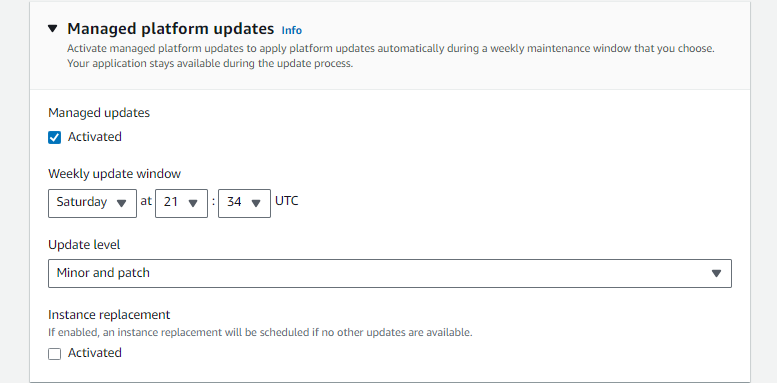 Managed platform updates Info
Activate managed platform updates to apply platform updates automatically during a weekly maintenance window that you choose.
Your application stays available during the update process.
Managed updates
Activated
Weekly update window
Saturday at 21 : 34 UTC
Update level
Minor and patch
Instance replacement
If enabled, an instance replacement will be scheduled if no other updates are available.
Activated